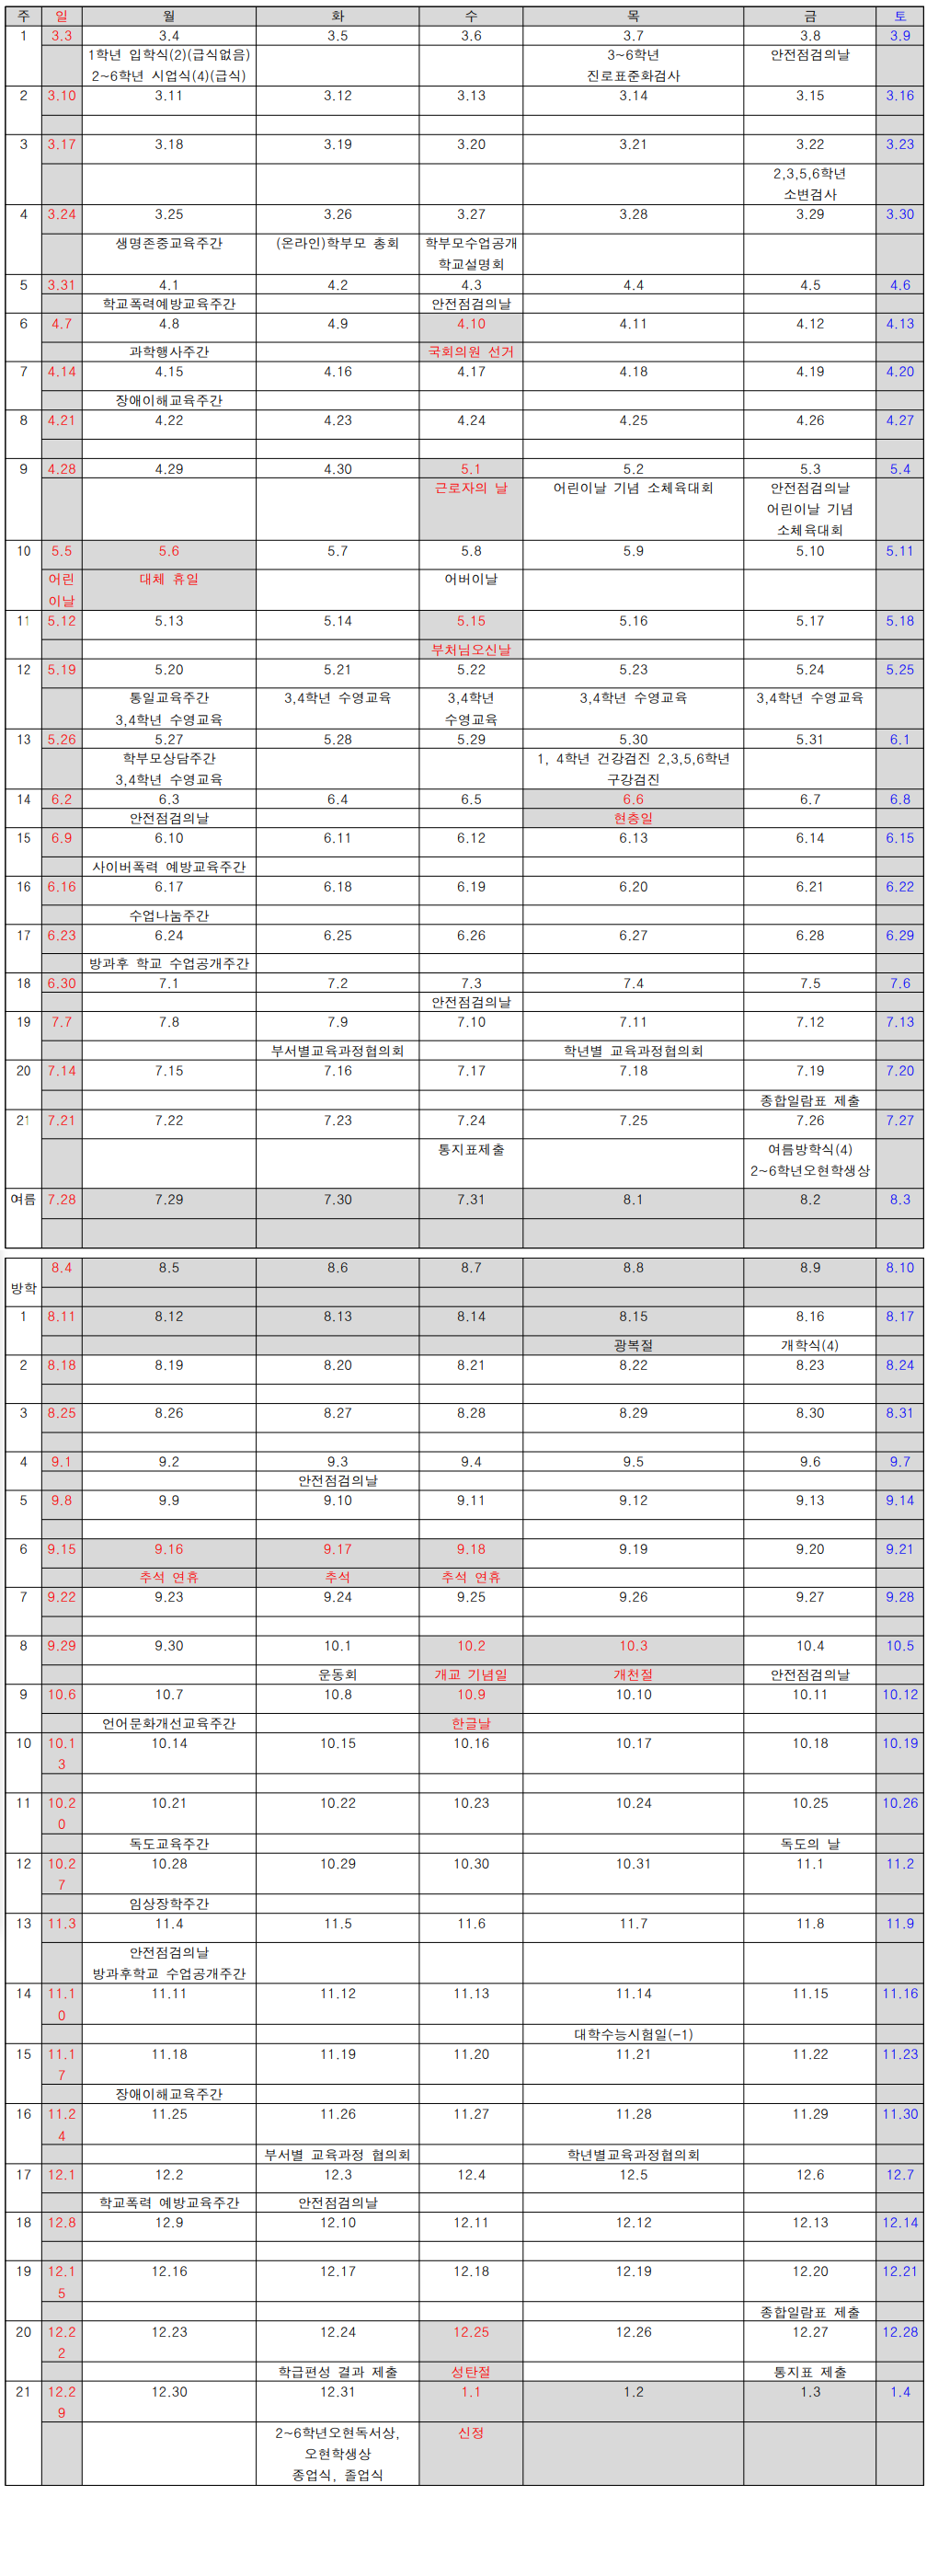 주 일 월 화 수 목 금 토
1 3.3 3.4 3.5 3.6 3.7 3.8 3.9
1학년 입학식(2)(급식없음) 3~6학년 안전점검의날
2~6학년 시업식(4)(급식) 진로표준화검사
2 3.10 3.11 3.12 3.13 3.14 3.15 3.16
3 3.17 3.18 3.19 3.20 3.21 3.22 3.23
2,3,5,6학년
소변검사
4 3.24 3.25 3.26 3.27 3.28 3.29 3.30
생명존중교육주간 (온라인)학부모 총회 학부모수업공개
학교설명회
5 3.31 4.1 4.2 4.3 4.4 4.5 4.6
학교폭력예방교육주간 안전점검의날
6 4.7 4.8 4.9 4.10 4.11 4.12 4.13
과학행사주간 국회의원 선거
7 4.14 4.15 4.16 4.17 4.18 4.19 4.20
장애이해교육주간
8 4.21 4.22 4.23 4.24 4.25 4.26 4.27
9 4.28 4.29 4.30 5.1 5.2 5.3 5.4
근로자의 날 어린이날 기념 소체육대회 안전점검의날
어린이날 기념
소체육대회
10 5.5 5.6 5.7 5.8 5.9 5.10 5.11
어린 대체 휴일 어버이날
이날
11 5.12 5.13 5.14 5.15 5.16 5.17 5.18
부처님오신날
12 5.19 5.20 5.21 5.22 5.23 5.24 5.25
통일교육주간 3,4학년 수영교육 3,4학년 3,4학년 수영교육 3,4학년 수영교육
3,4학년 수영교육 수영교육
13 5.26 5.27 5.28 5.29 5.30 5.31 6.1
학부모상담주간 1, 4학년 건강검진 2,3,5,6학년
3,4학년 수영교육 구강검진
14 6.2 6.3 6.4 6.5 6.6 6.7 6.8
안전점검의날 현충일
15 6.9 6.10 6.11 6.12 6.13 6.14 6.15
사이버폭력 예방교육주간
16 6.16 6.17 6.18 6.19 6.20 6.21 6.22
수업나눔주간
17 6.23 6.24 6.25 6.26 6.27 6.28 6.29
방과후 학교 수업공개주간
18 6.30 7.1 7.2 7.3 7.4 7.5 7.6
안전점검의날
19 7.7 7.8 7.9 7.10 7.11 7.12 7.13
부서별교육과정협의회 학년별 교육과정협의회
20 7.14 7.15 7.16 7.17 7.18 7.19 7.20
종합일람표 제출
21 7.21 7.22 7.23 7.24 7.25 7.26 7.27
통지표제출 여름방학식(4)
2~6학년오현학생상
여름 7.28 7.29 7.30 7.31 8.1 8.2 8.3
8.4 8.5 8.6 8.7 8.8 8.9 8.10
방학
1 8.11 8.12 8.13 8.14 8.15 8.16 8.17
광복절 개학식(4)
2 8.18 8.19 8.20 8.21 8.22 8.23 8.24
3 8.25 8.26 8.27 8.28 8.29 8.30 8.31
4 9.1 9.2 9.3 9.4 9.5 9.6 9.7
안전점검의날
5 9.8 9.9 9.10 9.11 9.12 9.13 9.14
6 9.15 9.16 9.17 9.18 9.19 9.20 9.21
추석 연휴 추석 추석 연휴
7 9.22 9.23 9.24 9.25 9.26 9.27 9.28
8 9.29 9.30 10.1 10.2 10.3 10.4 10.5
운동회 개교 기념일 개천절 안전점검의날
9 10.6 10.7 10.8 10.9 10.10 10.11 10.12
언어문화개선교육주간 한글날
10 10.1 10.14 10.15 10.16 10.17 10.18 10.19
3
11 10.2 10.21 10.22 10.23 10.24 10.25 10.26
0
독도교육주간 독도의 날
12 10.2 10.28 10.29 10.30 10.31 11.1 11.2
7
임상장학주간
13 11.3 11.4 11.5 11.6 11.7 11.8 11.9
안전점검의날
방과후학교 수업공개주간
14 11.1 11.11 11.12 11.13 11.14 11.15 11.16
0
대학수능시험일(-1)
15 11.1 11.18 11.19 11.20 11.21 11.22 11.23
7
장애이해교육주간
16 11.2 11.25 11.26 11.27 11.28 11.29 11.30
4
부서별 교육과정 협의회 학년별교육과정협의회
17 12.1 12.2 12.3 12.4 12.5 12.6 12.7
학교폭력 예방교육주간 안전점검의날
18 12.8 12.9 12.10 12.11 12.12 12.13 12.14
19 12.1 12.16 12.17 12.18 12.19 12.20 12.21
5
종합일람표 제출
20 12.2 12.23 12.24 12.25 12.26 12.27 12.28
2
학급편성 결과 제출 성탄절 통지표 제출
21 12.2 12.30 12.31 1.1 1.2 1.3 1.4
9
2~6학년오현독서상, 신정
오현학생상
종업식, 졸업식